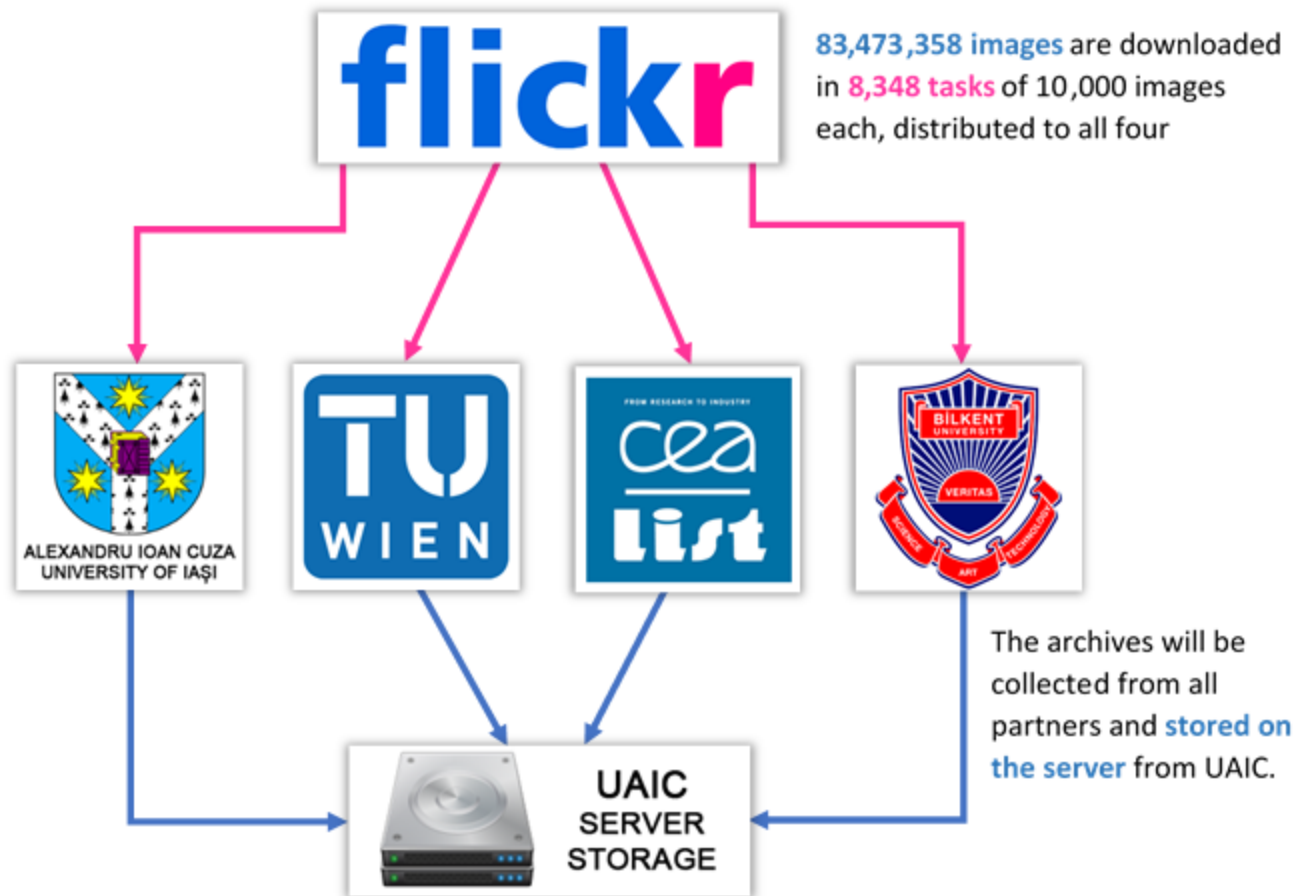 flickr
83,473,358 images are downloaded
in 8,348 tasks of 10,000 images
each, distributed to all four
ALEXANDRU IOAN CUZA
UNIVERSITY OF IAȘI
TU
WIEN
FROM RESEARCH TO INDUSTRY
cea
list
BİLKENT
UNIVERSITY
VERITAS
SCIENCE
ART
TECHNOLOGY
The archives will be
collected from all
partners and stored on
the server from UAIC.
UAIC
SERVER
STORAGE